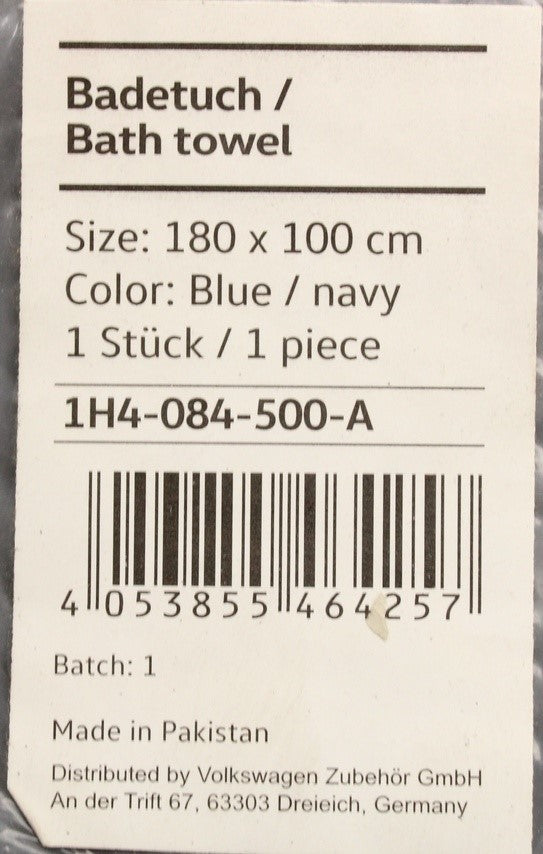 Badetuch /
Bath towel
Size: 180 x 100 cm
Color: Blue / navy
1 Stück / 1 piece
1H4-084-500-A
4 053855 464257
Batch: 1
Made in Pakistan
Distributed by Volkswagen Zubehör GmbH
An der Trift 67, 63303 Dreieich, Germany